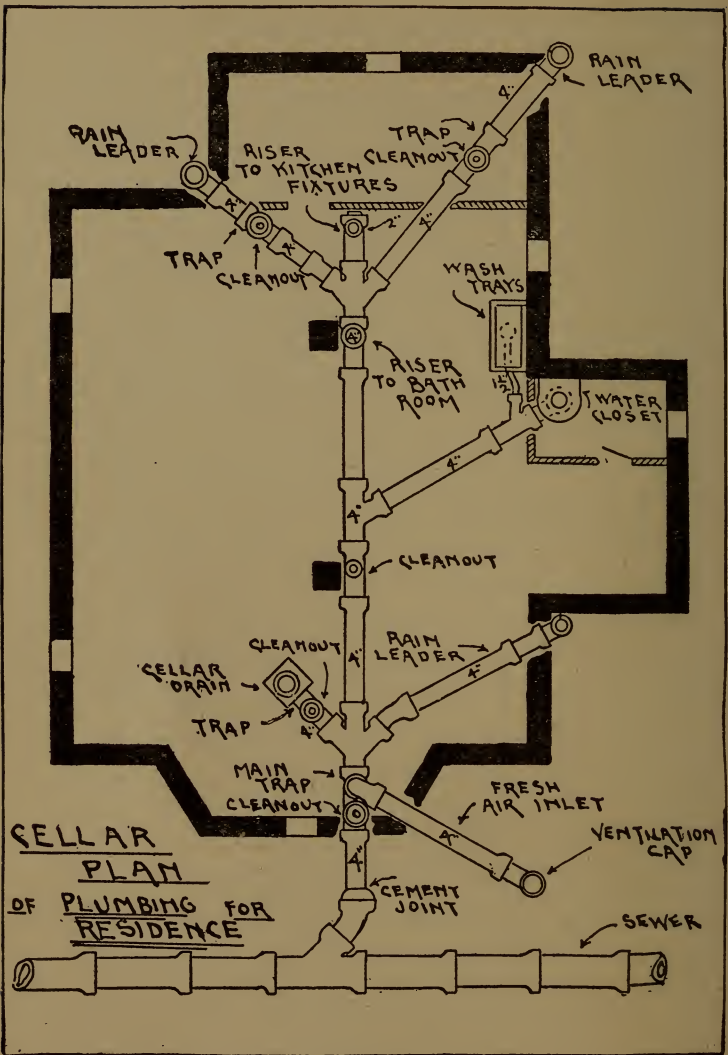 RAIN
LEADER
4"
TRAP
CLEANOUT
4"
RAIN
LEADER
4"
TRAP
CLEANOUT
4"
RISER
TO KITCHEN
FIXTURES
2"
WASH
TRAYS
1½"
WATER
CLOSET
4"
RISER
TO BATH
ROOM
4"
4"
CLEANOUT
4"
RAIN
LEADER
4"
CLEANOUT
CELLAR
DRAIN
TRAP
4"
MAIN
TRAP
CLEANOUT
4"
FRESH
AIR INLET
4"
VENTILATION
CAP
CEMENT
JOINT
SEWER
CELLAR
PLAN
OF PLUMBING FOR
RESIDENCE